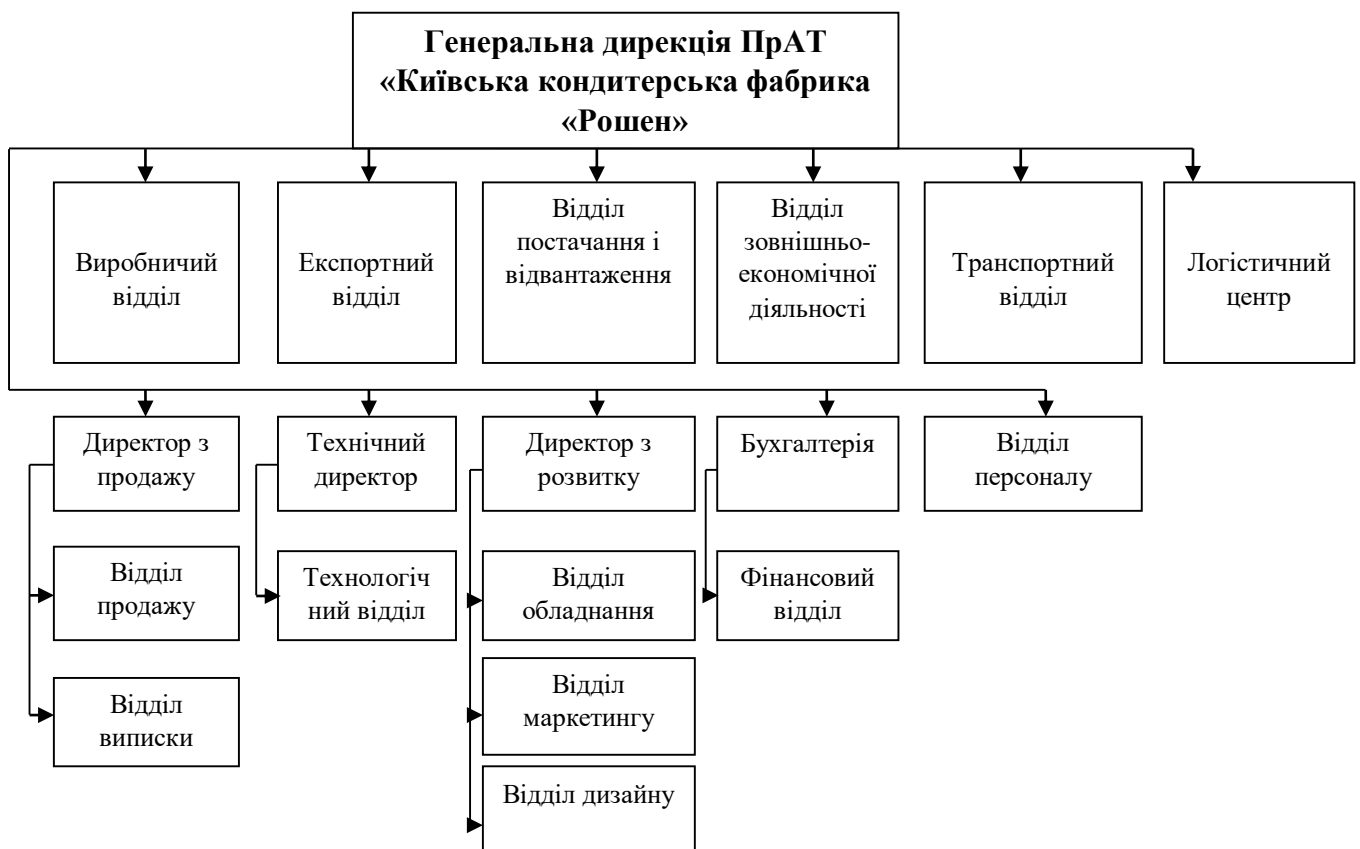 Генеральна дирекція ПрАТ
«Київська кондитерська фабрика
«Рошен»
Виробничий
відділ
Експортний
відділ
Відділ
постачання і
відвантаження
Відділ
зовнішньо-
економічної
діяльності
Транспортний
відділ
Логістичний
центр
Директор з
продажу
Технічний
директор
Директор з
розвитку
Бухгалтерія
Відділ
персоналу
Відділ
продажу
Технологіч
ний відділ
Відділ
обладнання
Фінансовий
відділ
Відділ
виписки
Відділ
маркетингу
Відділ дизайну